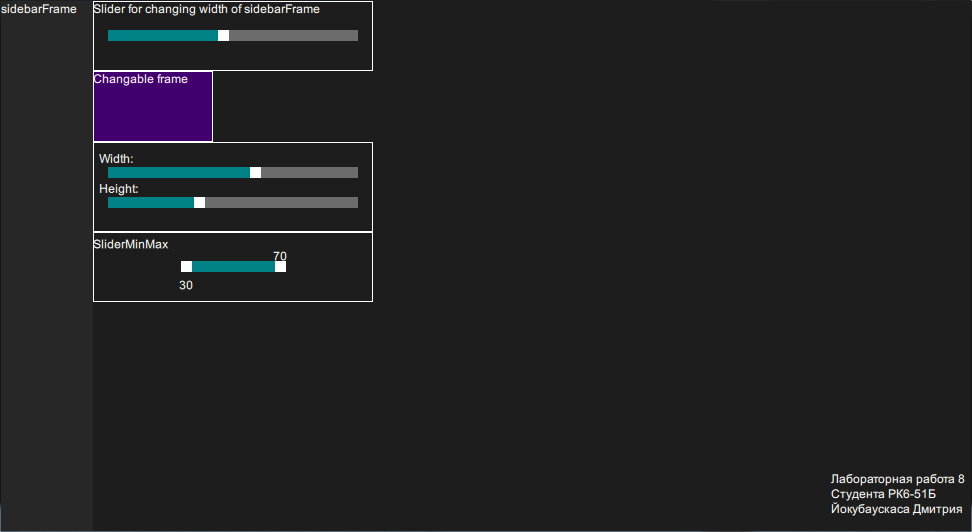 sidebarFrame
Slider for changing width of sidebarFrame
Changable frame
Width:
Height:
SliderMinMax
70
30
Лабораторная работа 8
Студента РК6-51Б
Йокубаускаса Дмитрия